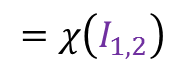 = χ(I₁,₂)